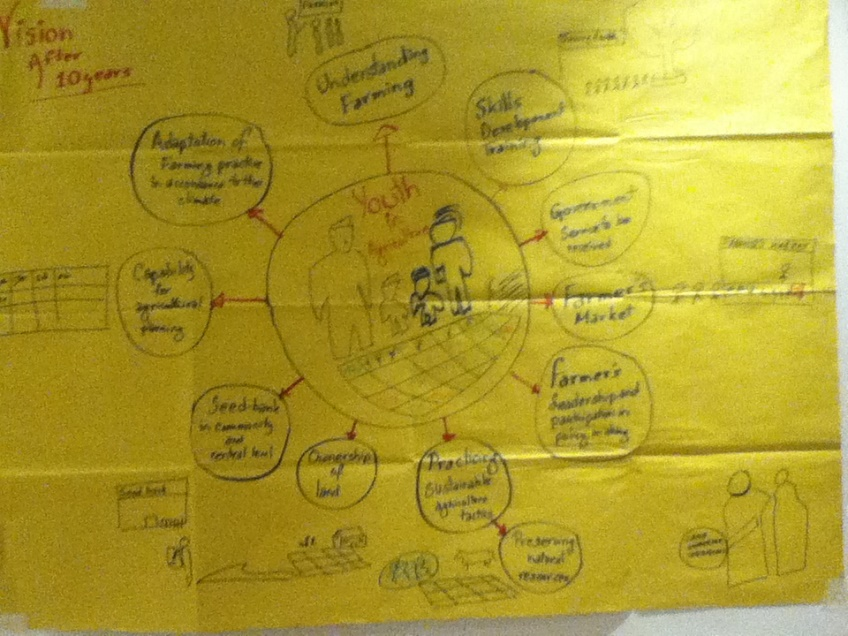 Vision
After
10 years
Understanding
Farming
Skills
Development
Training
Adaptation of
Farming practice
in accordance to the
climate
Youth
in
Agriculture
Government
Service to be
received
Capability
for
agricultural
planning
Farmer's
Market
Farmer's
leadership and
participation in
policy making
Seed-bank
in community
and
central level
Ownership
of
land
Practicing
Sustainable
Agriculture
tactics
Preserving
natural
resources
Seed bank